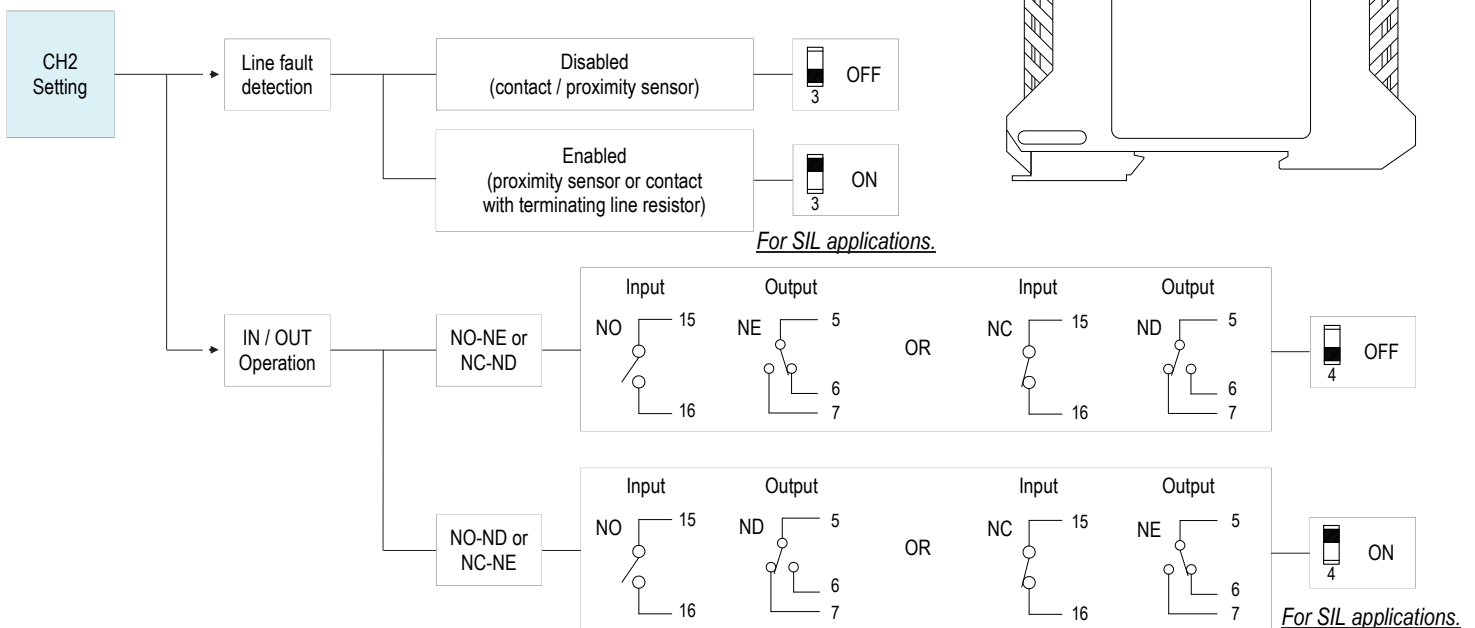 CH2
Setting
Line fault
detection
Disabled
(contact / proximity sensor)
3
OFF
Enabled
(proximity sensor or contact
with terminating line resistor)
3
ON
For SIL applications.
IN / OUT
Operation
NO-NE or
NC-ND
Input
Output
NO
15
16
NE
5
6
7
OR
Input
Output
NC
15
16
ND
5
6
7
4
OFF
NO-ND or
NC-NE
Input
Output
NO
15
16
ND
5
6
7
OR
Input
Output
NC
15
16
NE
5
6
7
4
ON
For SIL applications.